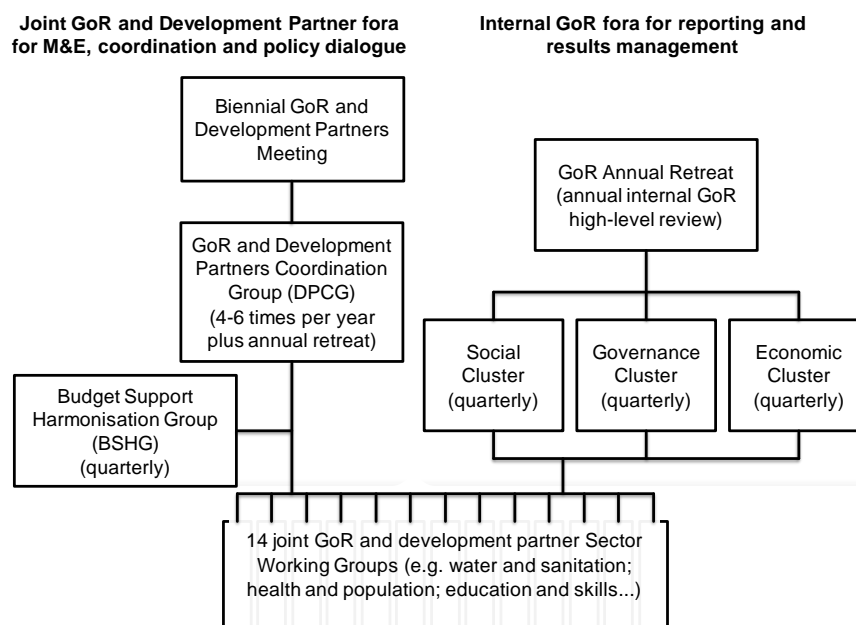 Joint GoR and Development Partner fora
for M&E, coordination and policy dialogue
Internal GoR fora for reporting and
results management
Biennial GoR and
Development Partners
Meeting
GoR and Development
Partners Coordination
Group (DPCG)
(4-6 times per year
plus annual retreat)
Budget Support
Harmonisation Group
(BSHG)
(quarterly)
GoR Annual Retreat
(annual internal GoR
high-level review)
Social
Cluster
(quarterly)
Governance
Cluster
(quarterly)
Economic
Cluster
(quarterly)
14 joint GoR and development partner Sector
Working Groups (e.g. water and sanitation;
health and population; education and skills...)